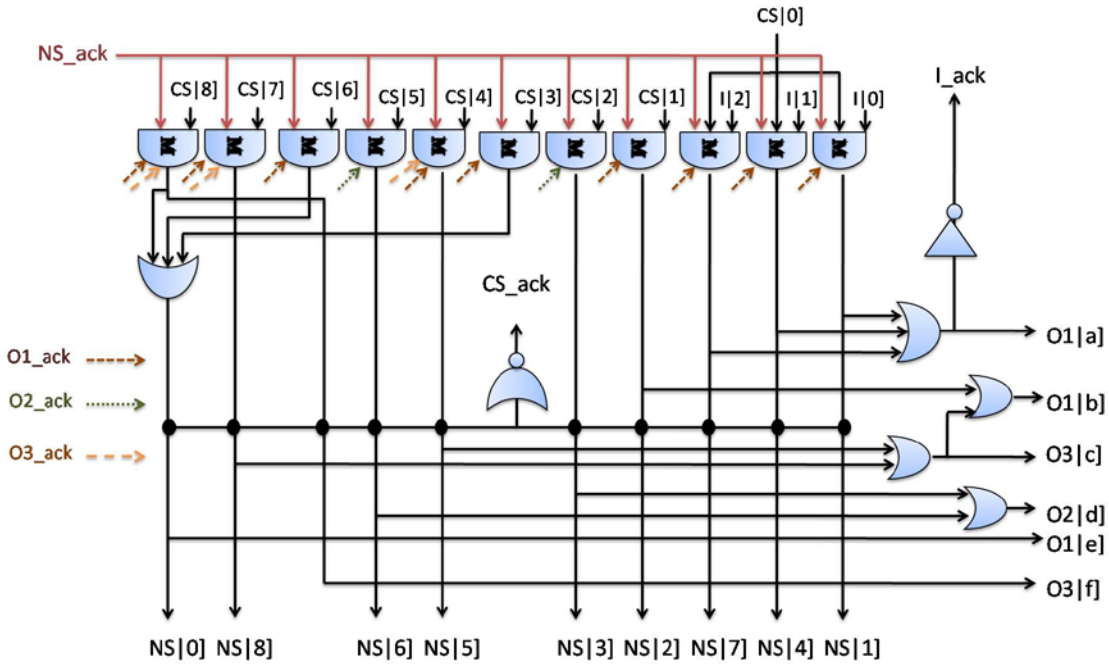 CS|0]
NS_ack
I_ack
CS|8] CS|7] CS|6] CS|5] CS|4] CS|3] CS|2] CS|1] I|2] I|1] I|0]
M M M M M M M M M M
CS_ack
O1_ack
O2_ack
O3_ack
O1|a]
O1|b]
O3|c]
O2|d]
O1|e]
O3|f]
NS|0] NS|8] NS|6] NS|5] NS|3] NS|2] NS|7] NS|4] NS|1]